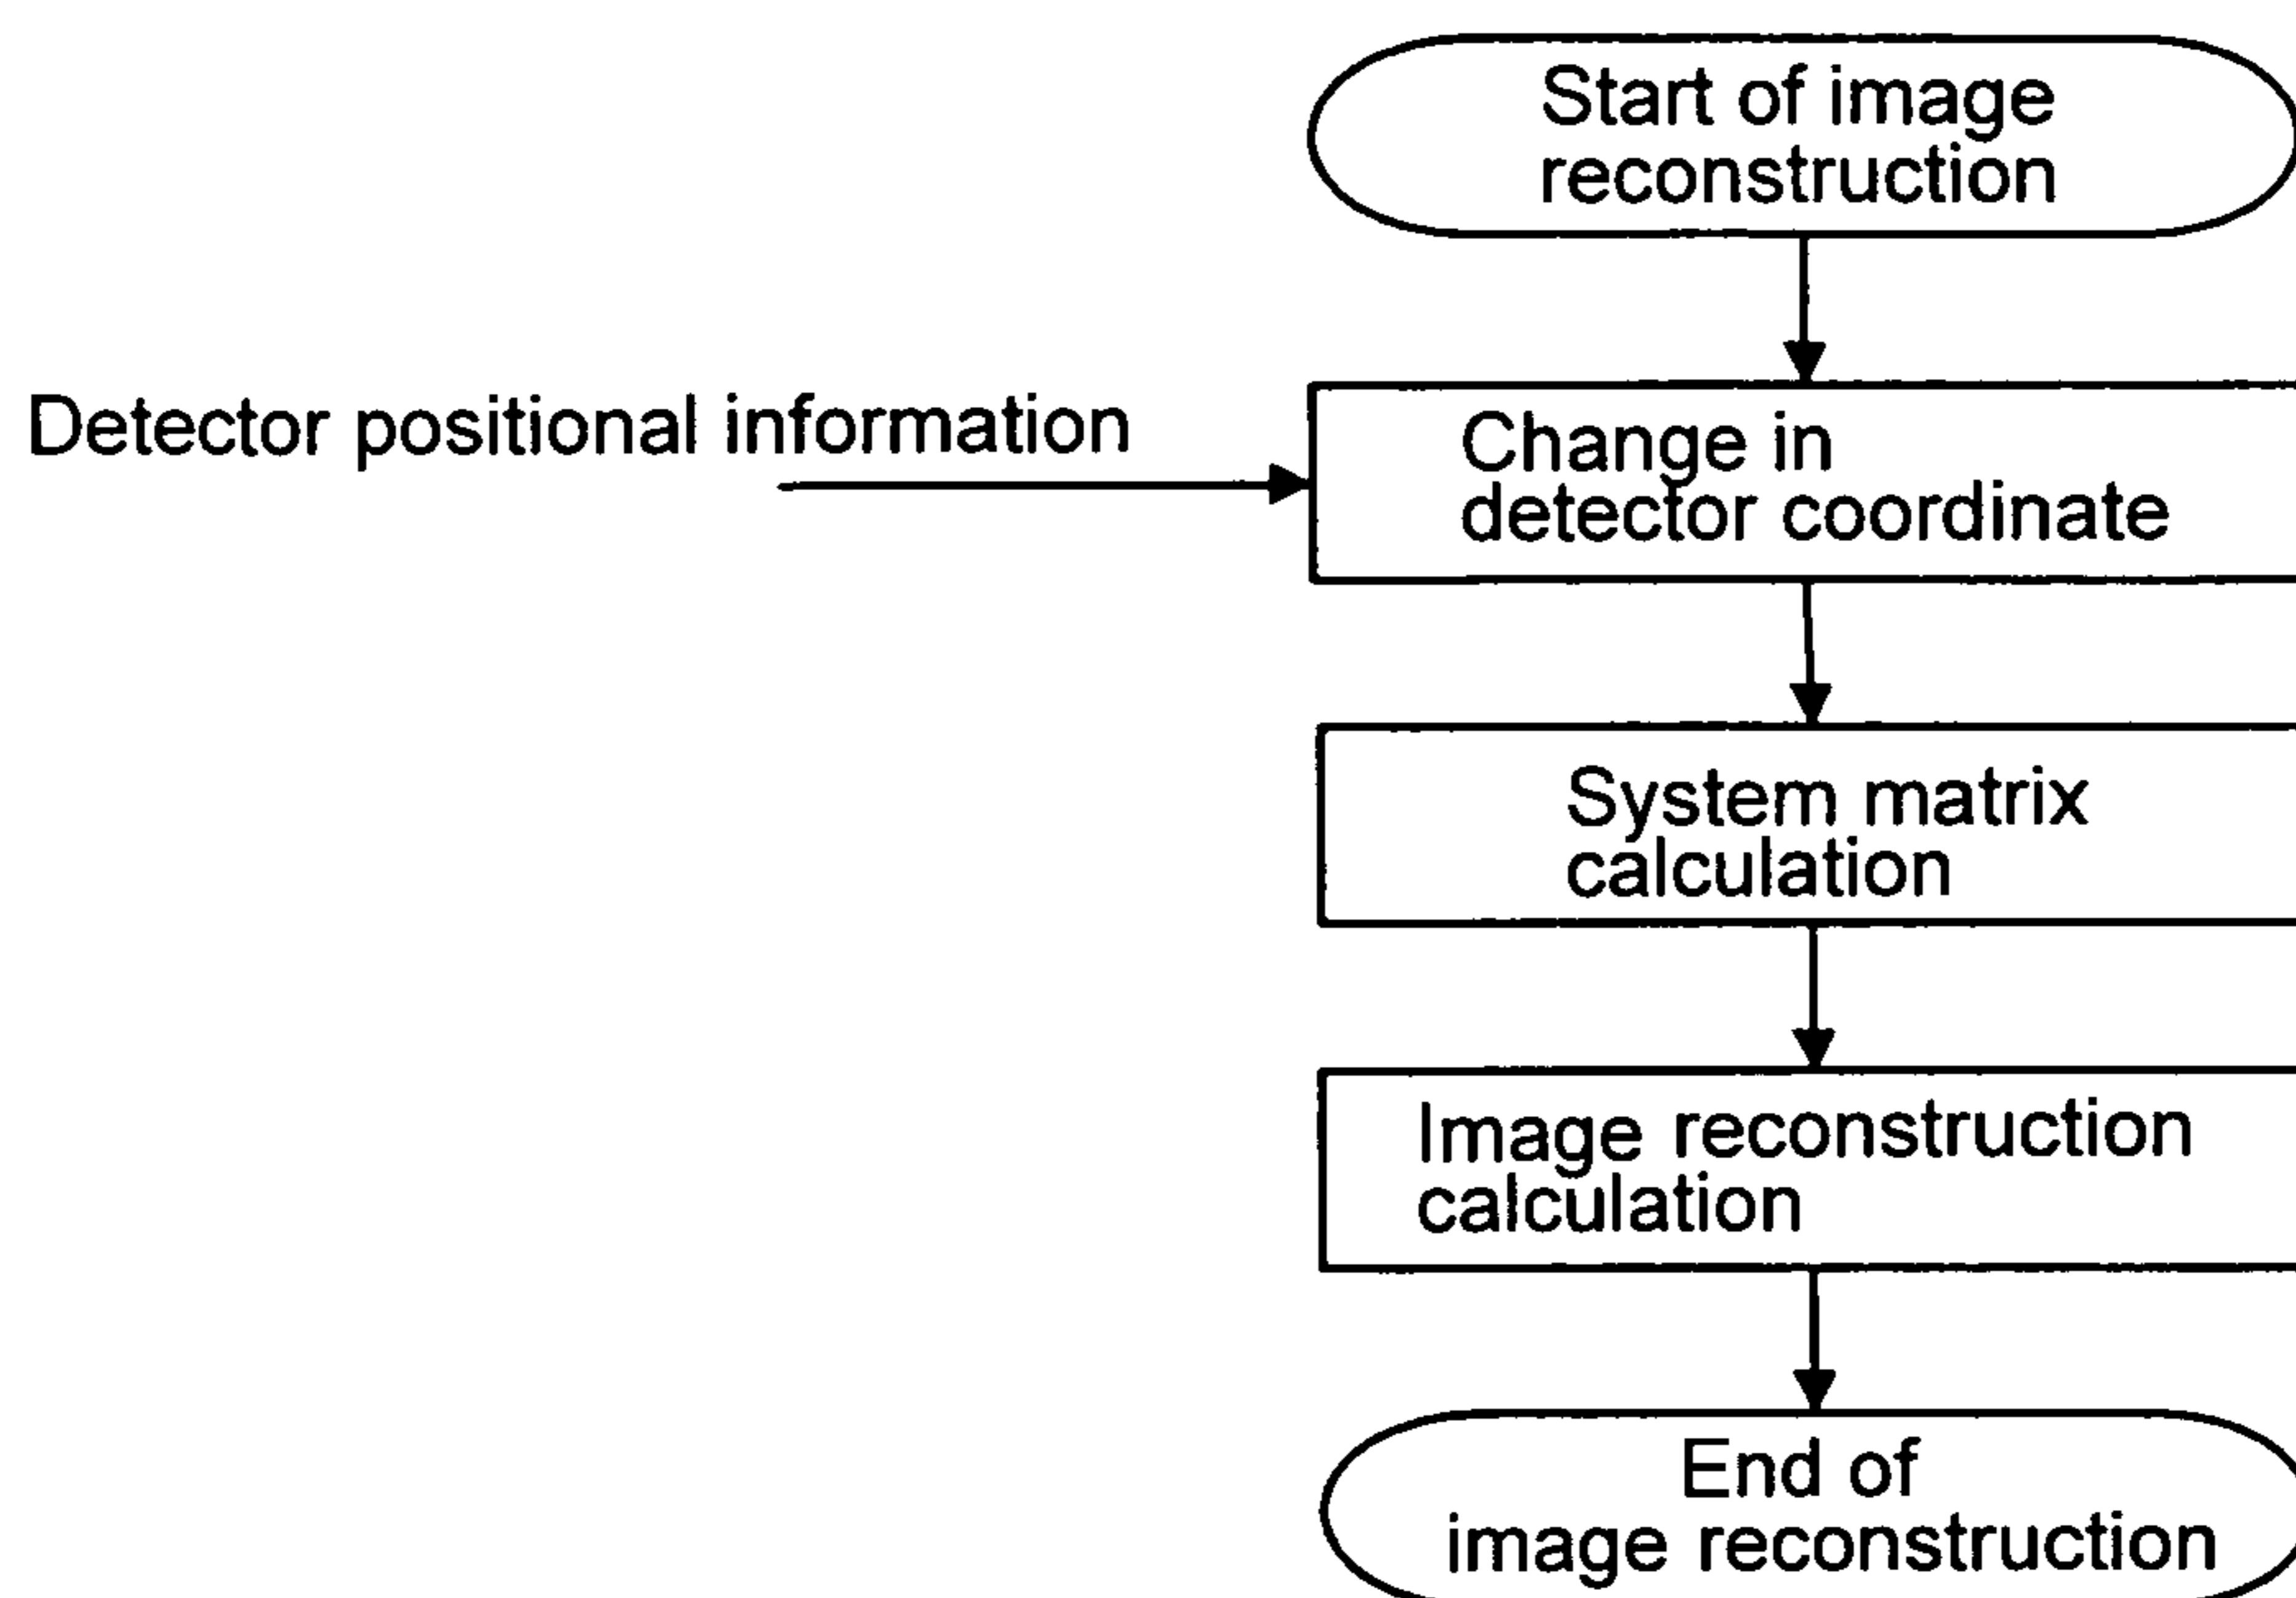 Start of image
reconstruction
Detector positional information
Change in
detector coordinate
System matrix
calculation
Image reconstruction
calculation
End of
image reconstruction